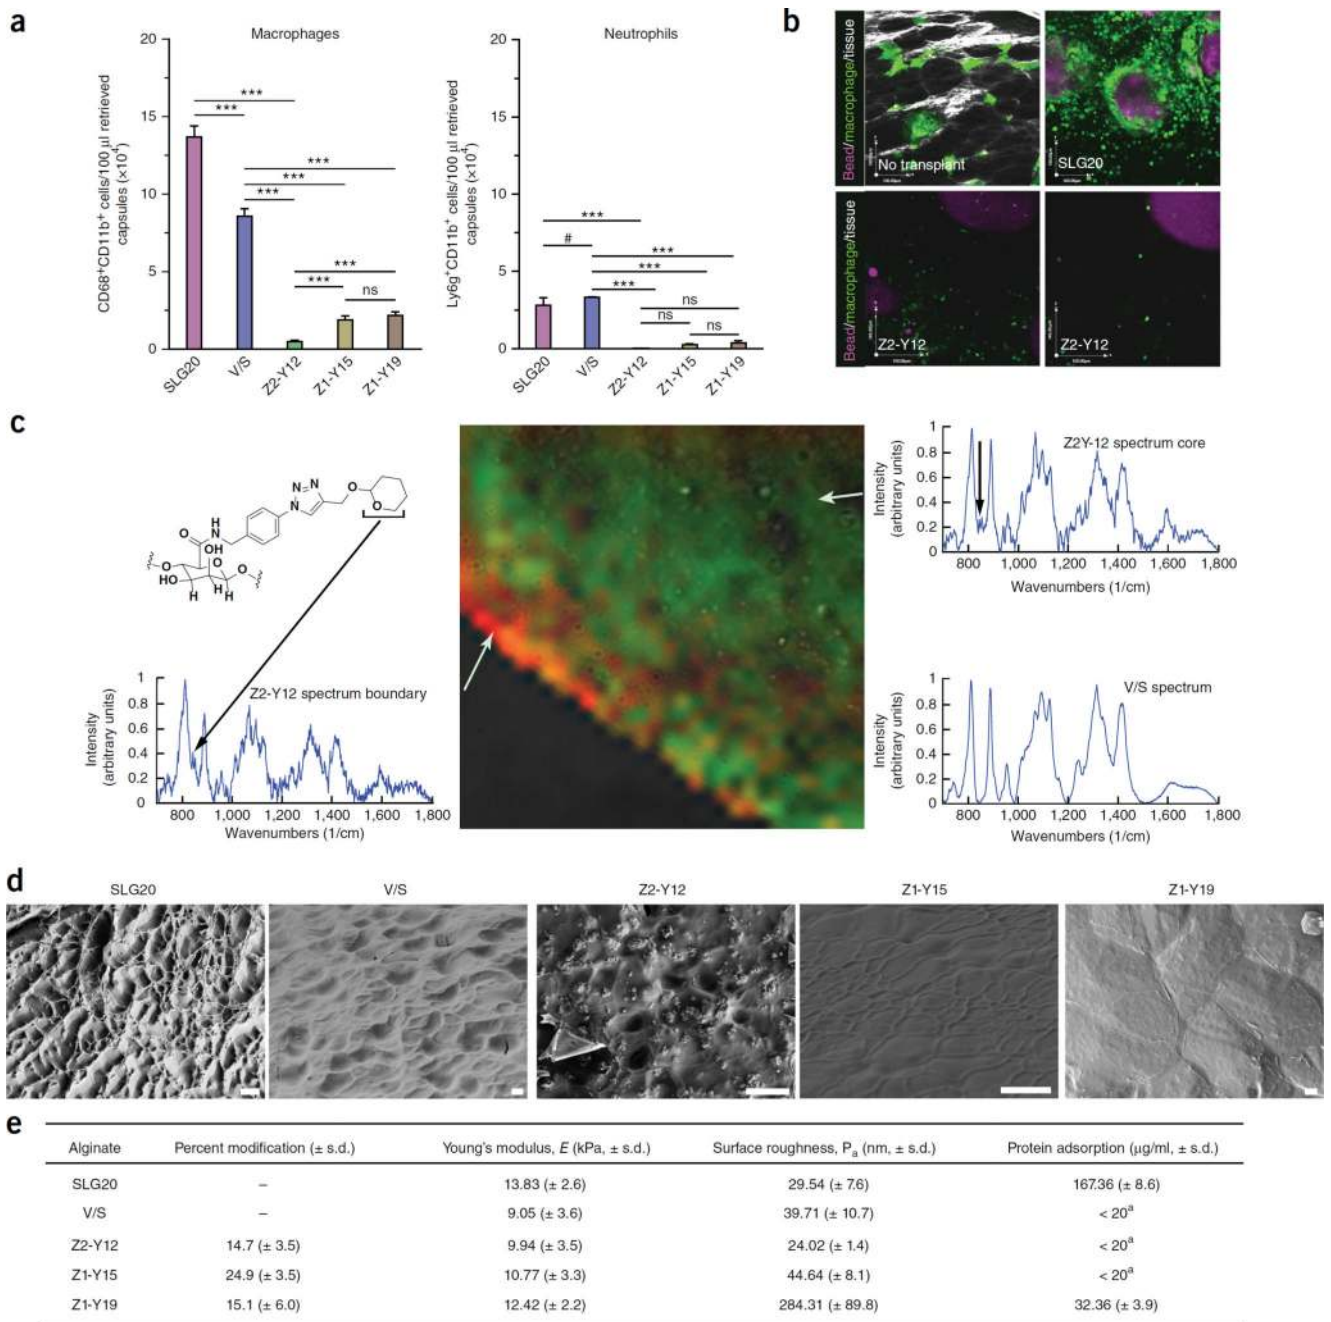 a
Macrophages
CD68+CD11b+ cells/100 µl retrieved
capsules (×10⁴)
20
15
10
5
0
***
***
***
***
***
***
***
ns
SLG20
V/S
Z2-Y12
Z1-Y15
Z1-Y19
Neutrophils
Ly6g+CD11b+ cells/100 µl retrieved
capsules (×10⁴)
20
15
10
5
0
***
#
***
***
***
ns
ns
ns
SLG20
V/S
Z2-Y12
Z1-Y15
Z1-Y19
b
Bead/macrophage/tissue
No transplant
SLG20
Bead/macrophage/tissue
Z2-Y12
Z2-Y12
c
N=N
N
O
O
H
N
O
OH
O
O
HO
O
H
H
Z2-Y12 spectrum boundary
Intensity
(arbitrary units)
1
0.8
0.6
0.4
0.2
0
800 1,000 1,200 1,400 1,600 1,800
Wavenumbers (1/cm)
Z2Y-12 spectrum core
Intensity
(arbitrary units)
1
0.8
0.6
0.4
0.2
0
800 1,000 1,200 1,400 1,600 1,800
Wavenumbers (1/cm)
V/S spectrum
Intensity
(arbitrary units)
1
0.8
0.6
0.4
0.2
0
800 1,000 1,200 1,400 1,600 1,800
Wavenumbers (1/cm)
d
SLG20 V/S Z2-Y12 Z1-Y15 Z1-Y19
e
Alginate Percent modification (± s.d.) Young's modulus, E (kPa, ± s.d.) Surface roughness, Pa (nm, ± s.d.) Protein adsorption (µg/ml, ± s.d.)
SLG20 – 13.83 (± 2.6) 29.54 (± 7.6) 167.36 (± 8.6)
V/S – 9.05 (± 3.6) 39.71 (± 10.7) < 20a
Z2-Y12 14.7 (± 3.5) 9.94 (± 3.5) 24.02 (± 1.4) < 20a
Z1-Y15 24.9 (± 3.5) 10.77 (± 3.3) 44.64 (± 8.1) < 20a
Z1-Y19 15.1 (± 6.0) 12.42 (± 2.2) 284.31 (± 89.8) 32.36 (± 3.9)